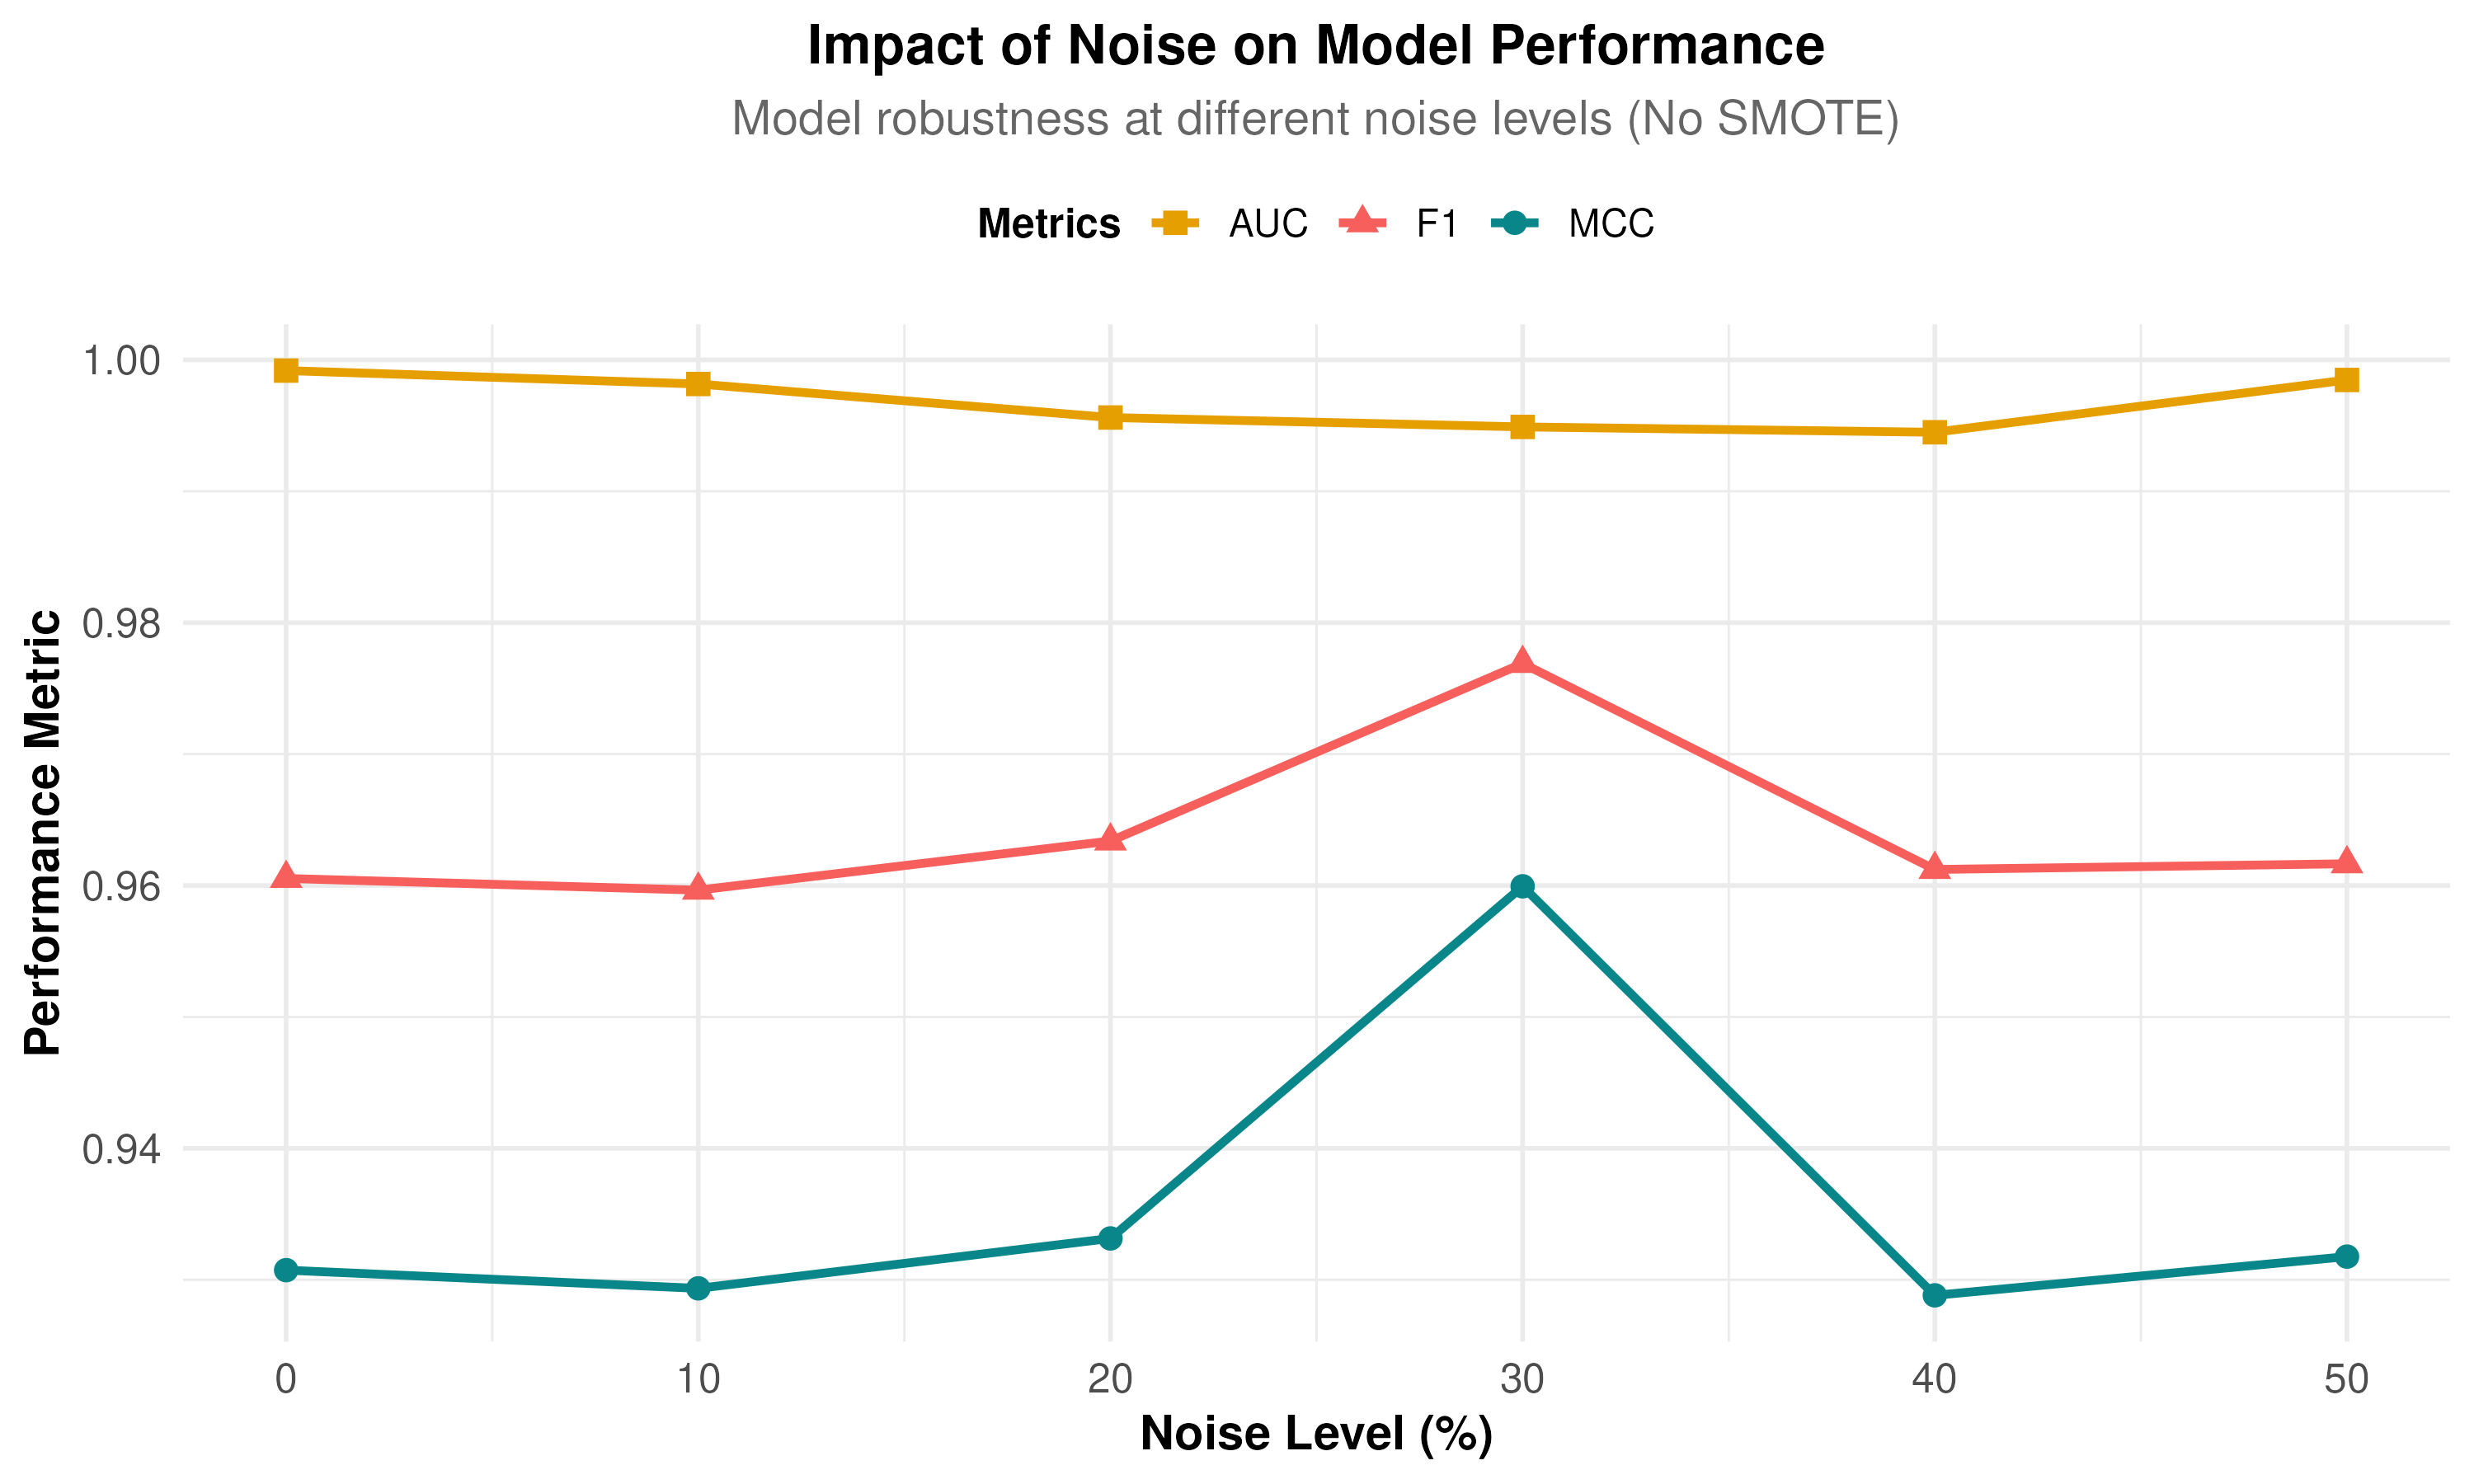 Impact of Noise on Model Performance
Model robustness at different noise levels (No SMOTE)
Metrics AUC F1 MCC
Performance Metric
1.00
0.98
0.96
0.94
0 10 20 30 40 50
Noise Level (%)